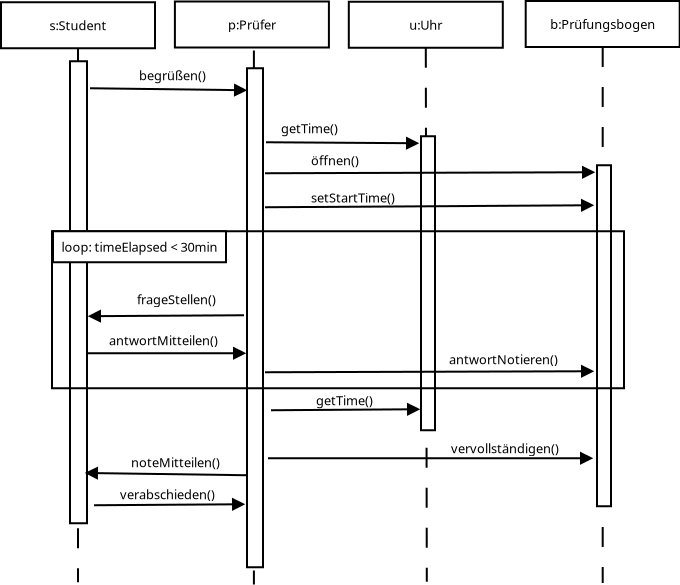 s:Student
p:Prüfer
u:Uhr
b:Prüfungsbogen
begrüßen()
getTime()
öffnen()
setStartTime()
loop: timeElapsed < 30min
frageStellen()
antwortMitteilen()
antwortNotieren()
getTime()
vervollständigen()
noteMitteilen()
verabschieden()